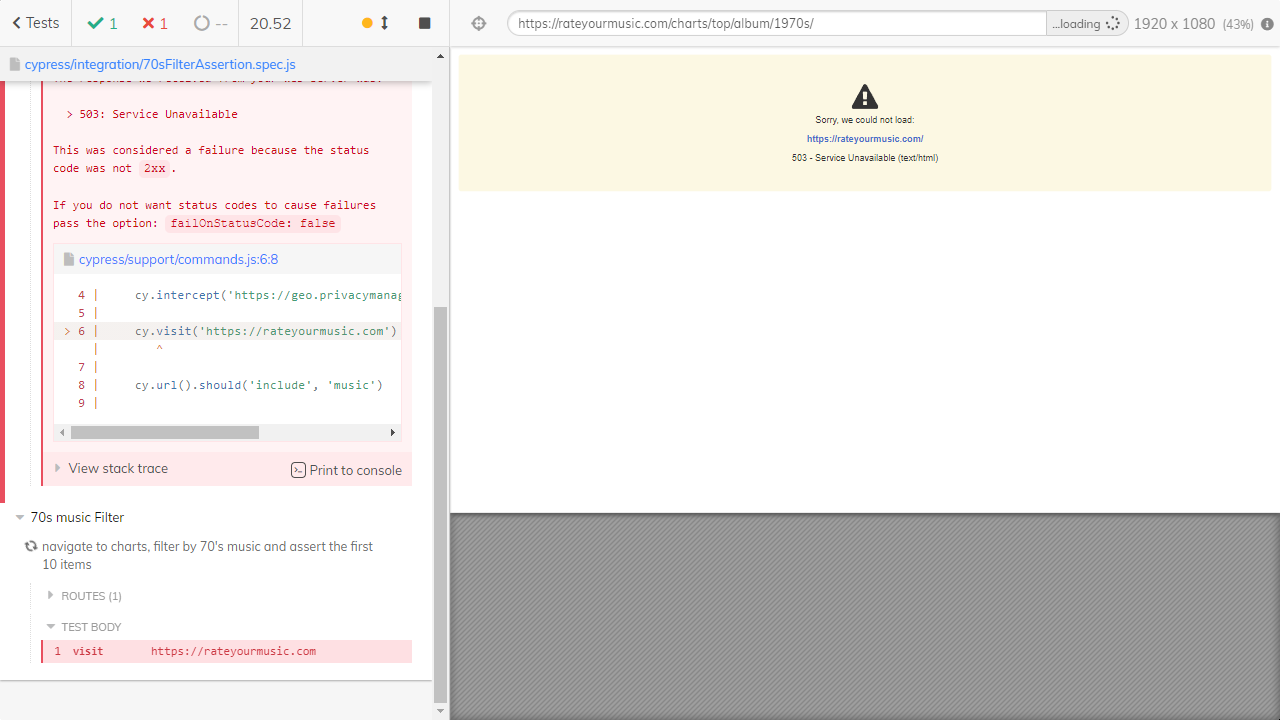 Tests
1
1
--
20.52
https://rateyourmusic.com/charts/top/album/1970s/
...loading
1920 x 1080 (43%)
cypress/integration/70sFilterAssertion.spec.js
> 503: Service Unavailable
This was considered a failure because the status
code was not 2xx.
If you do not want status codes to cause failures
pass the option: failOnStatusCode: false
cypress/support/commands.js:6:8
4 | cy.intercept('https://geo.privacymanag
5 |
> 6 | cy.visit('https://rateyourmusic.com')
| ^
7 |
8 | cy.url().should('include', 'music')
9 |
View stack trace
Print to console
70s music Filter
navigate to charts, filter by 70's music and assert the first
10 items
ROUTES (1)
TEST BODY
1 visit https://rateyourmusic.com
Sorry, we could not load:
https://rateyourmusic.com/
503 - Service Unavailable (text/html)